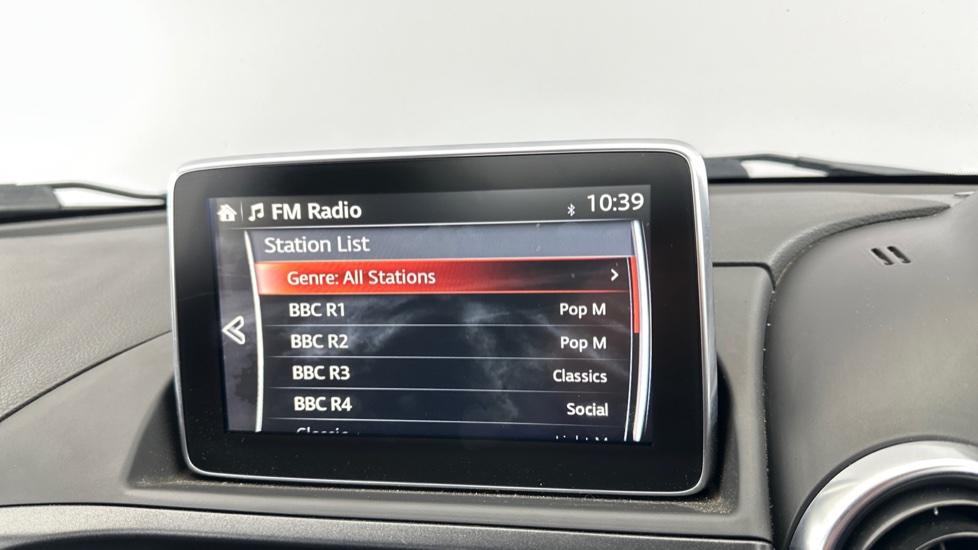 FM Radio 10:39
Station List
Genre: All Stations
BBC R1 Pop M
BBC R2 Pop M
BBC R3 Classics
BBC R4 Social
Classic